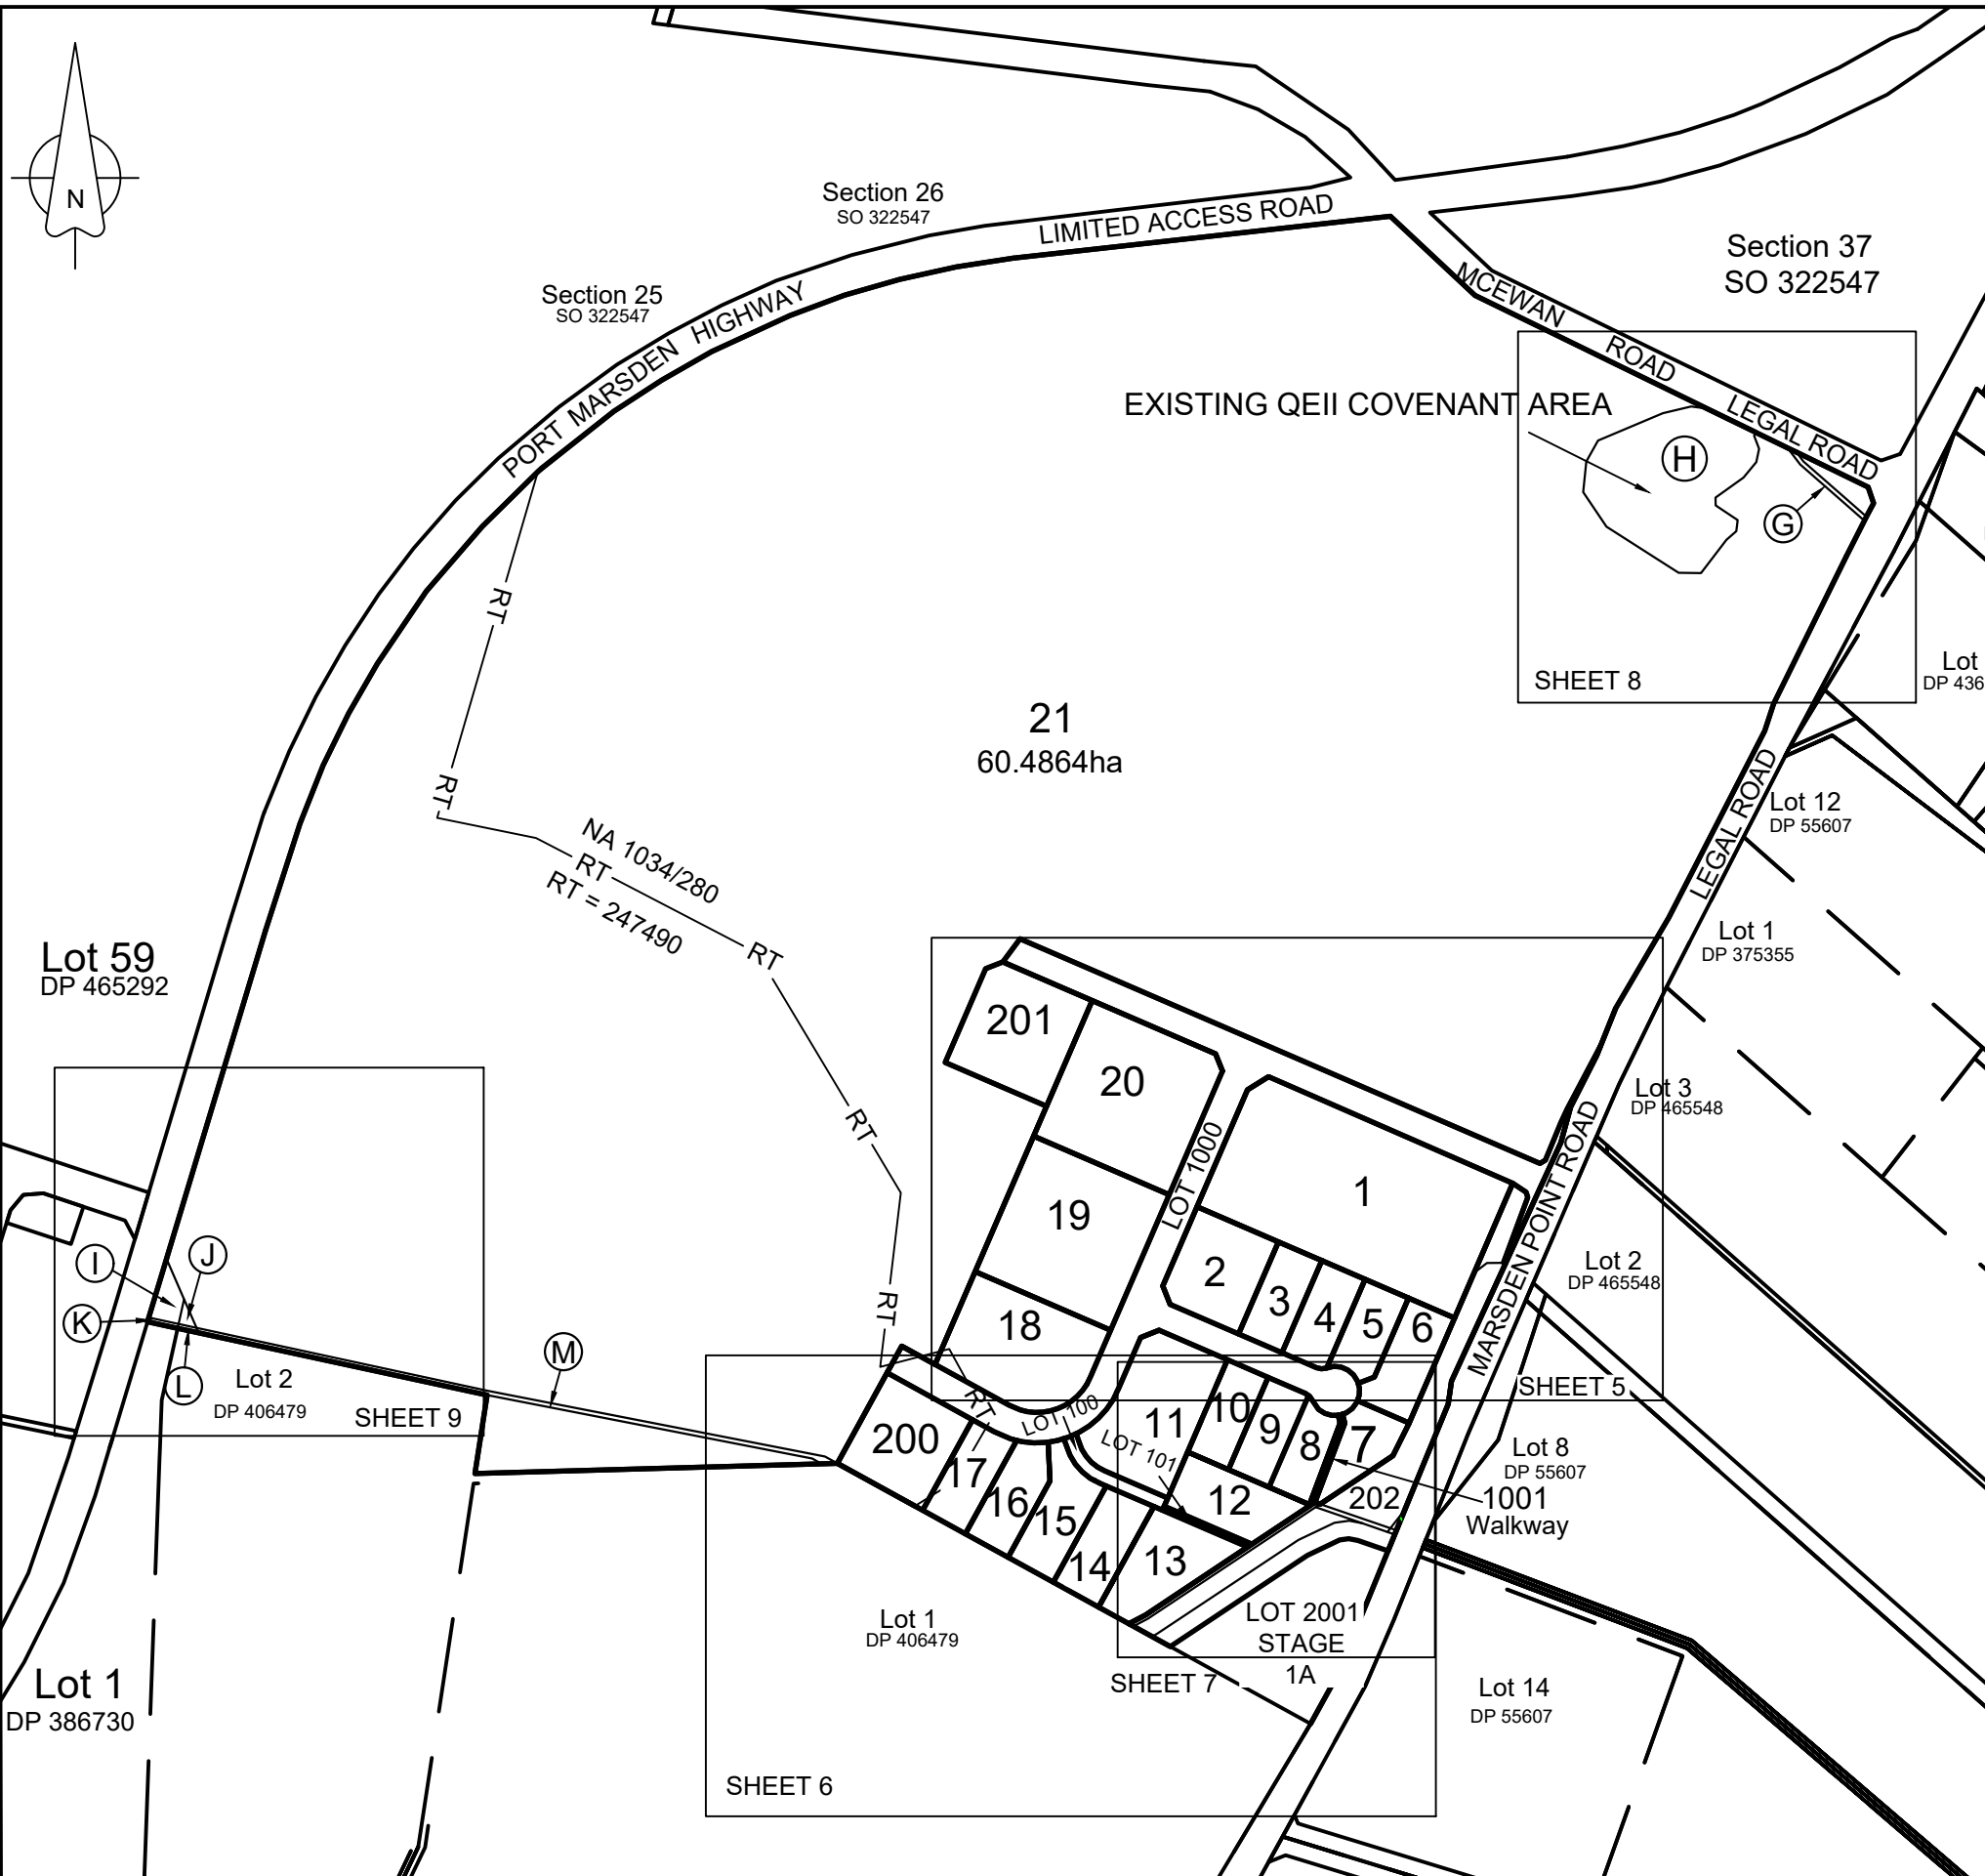 N
Section 26
SO 322547
LIMITED ACCESS ROAD
Section 37
SO 322547
MCEWAN
ROAD
LEGAL ROAD
Section 25
SO 322547
PORT MARSDEN HIGHWAY
EXISTING QEII COVENANT AREA
H
G
RT
SHEET 8
Lot
DP 436
21
60.4864ha
RT
LEGAL ROAD
Lot 12
DP 55607
NA 1034/280
RT
RT = 247490
RT
Lot 1
DP 375355
Lot 59
DP 465292
201
20
Lot 3
DP 465548
RT
LOT 1000
MARSDEN POINT ROAD
1
19
I
J
K
L
M
2
3
4
5
6
Lot 2
DP 465548
RT
18
Lot 2
DP 406479
SHEET 9
SHEET 5
RT
LOT 100
200
11
10
9
8
7
LOT 101
17
16
15
14
13
12
202
Lot 8
DP 55607
1001
Walkway
Lot 1
DP 406479
LOT 2001
STAGE
1A
SHEET 7
Lot 14
DP 55607
Lot 1
DP 386730
SHEET 6